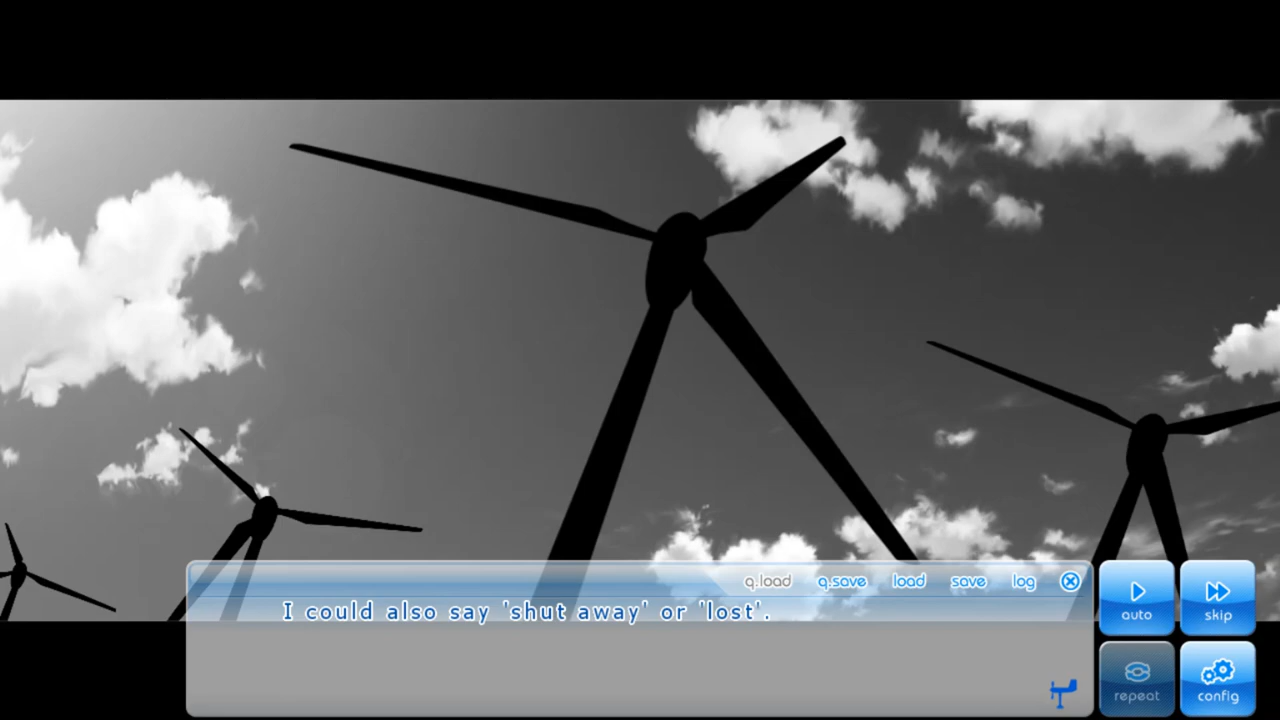 q.load q.save load save log
I could also say 'shut away' or 'lost'.
auto skip
repeat config